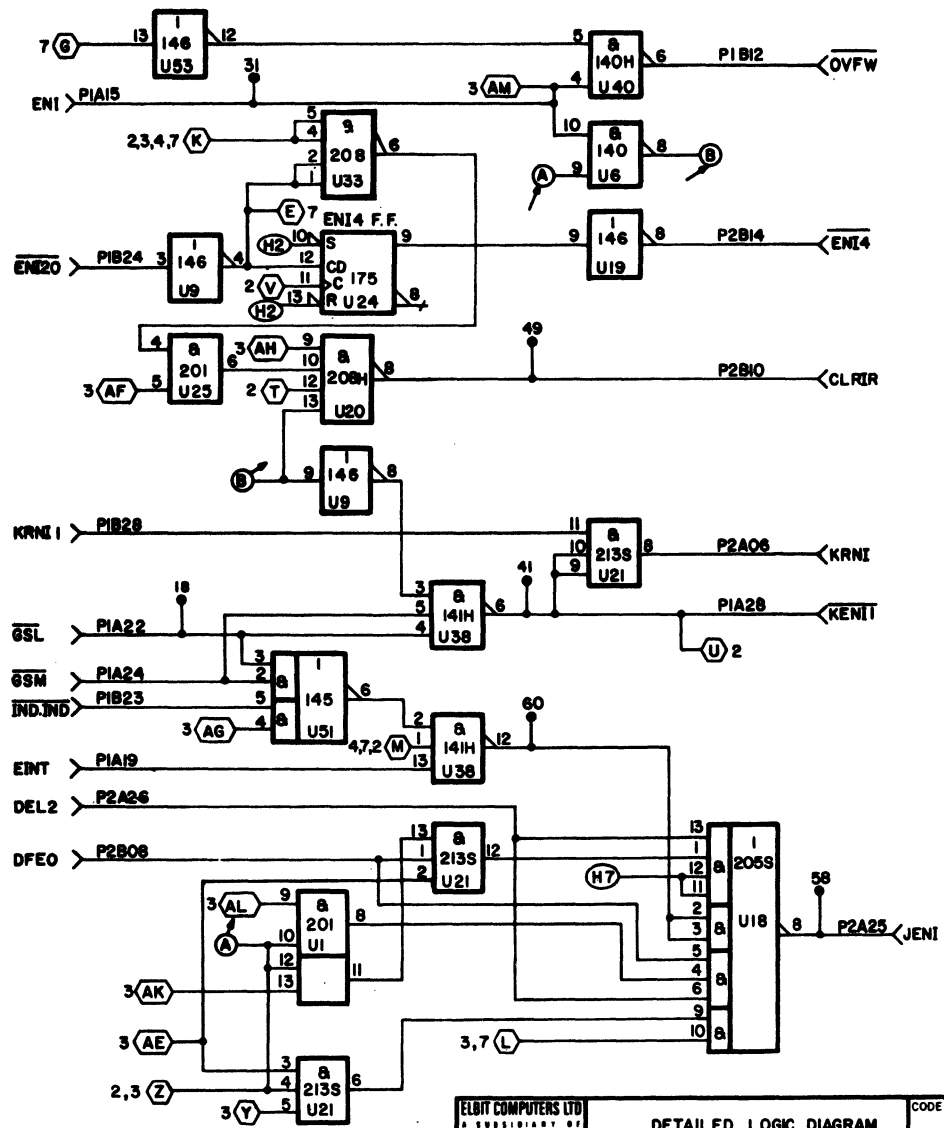 7 G 13 1 146 U53 12
5 & 140H U40 6 P1B12 OVFW
3 AM 4
31
ENI P1A15
10 & 140 U6 8 B
A 9
2,3,4,7 K 5 4 2 1 & 208 U33 6
E 7
ENI4 F.F.
H2 10 S 9
12 CD 175
2 V 11 C
H2 13 R U24 8
9 1 146 U19 8 P2B14 ENI4
ENI20 P1B24 3 1 146 U9 4
4 & 201 U25 6
3 AF 5
3 AH 9 & 208H U20 8
10
2 T 12
13
49
P2B10 CLRIR
B 9 1 146 U9 8
KRNI1 P1B28
11 & 213S U21 8 P2A06 KRNI
10
9
41
3 & 141H U38 6 P1A28 KENI1
5
4
U 2
18
GSL P1A22
GSM P1A24
IND.IND P1B23
3 2 & 1 145 U51 6
5 4 &
3 AG
60
2 & 141H U38 12
4,7,2 M 1
13
EINT P1A19
DEL2 P2A26
DFEO P2B08
13 & 213S U21 12
1
2
H7
13 1 12 11 &
2 3 &
5 4 6 &
9 10 &
1 205S U18 8
58
P2A25 JENI
3 AL 9 & 201 U1 8
A 10
12 11
3 AK 13
3 AE
2,3 Z
3 Y
3 4 5 & 213S U21 6
3,7 L
ELBIT COMPUTERS LTD
A SUBSIDIARY OF
DETAILED LOGIC DIAGRAM
CODE